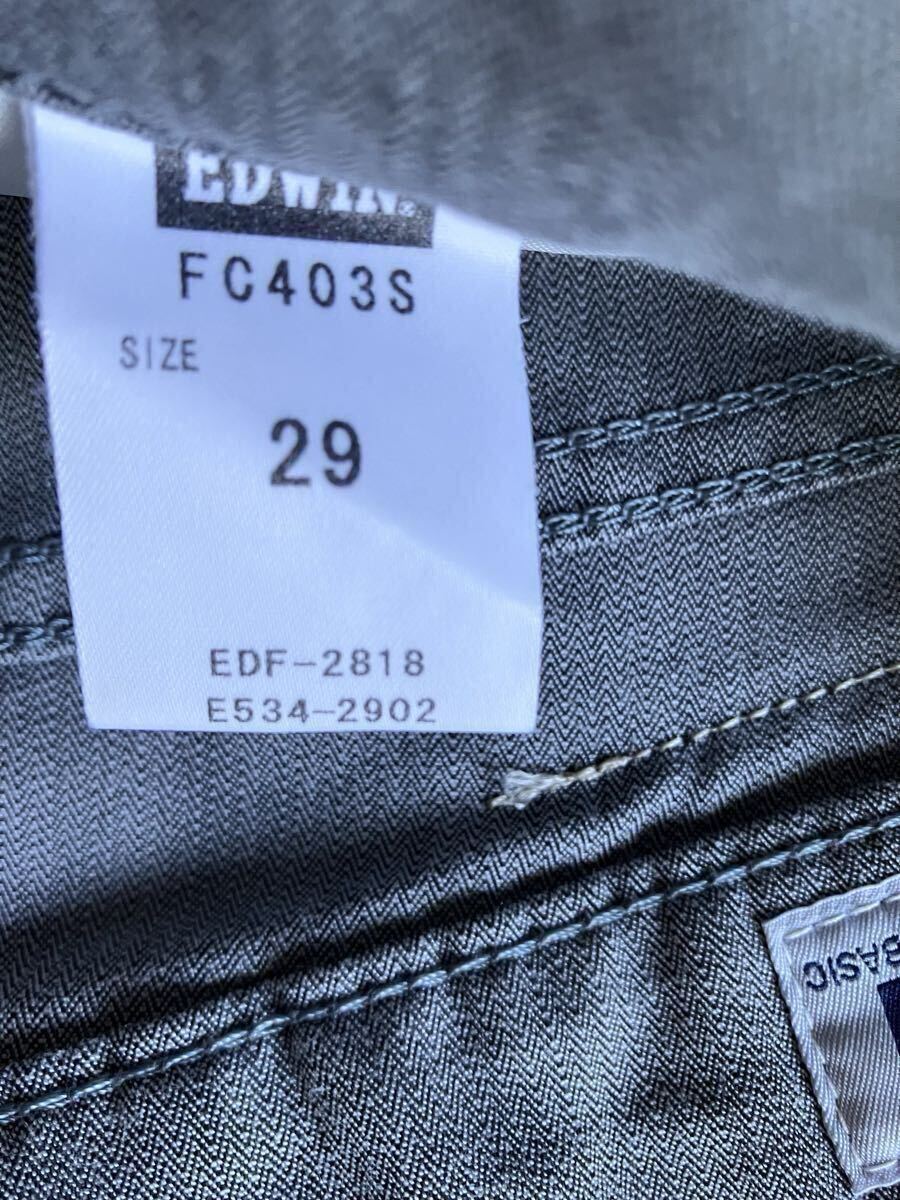 EDWIN®
FC403S
SIZE
29
EDF-2818
E534-2902
BASIC